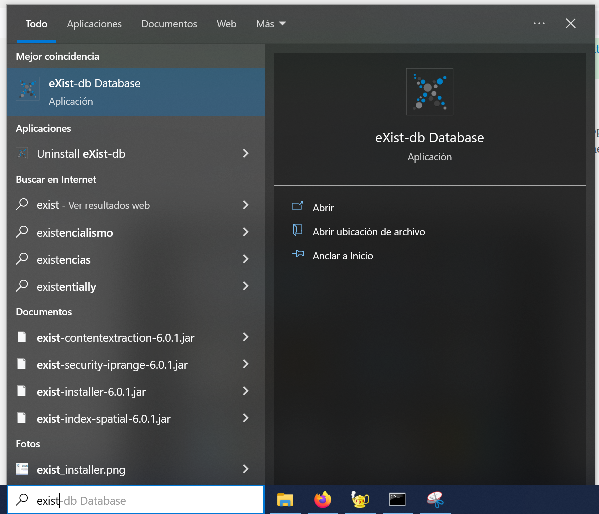 Todo Aplicaciones Documentos Web Más
Mejor coincidencia
eXist-db Database
Aplicación
Aplicaciones
Uninstall eXist-db
Buscar en Internet
exist - Ver resultados web
existencialismo
existencias
existentially
Documentos
exist-contentextraction-6.0.1.jar
exist-security-iprange-6.0.1.jar
exist-installer-6.0.1.jar
exist-index-spatial-6.0.1.jar
Fotos
exist_installer.png
exist-db Database
eXist-db Database
Aplicación
Abrir
Abrir ubicación de archivo
Anclar a Inicio